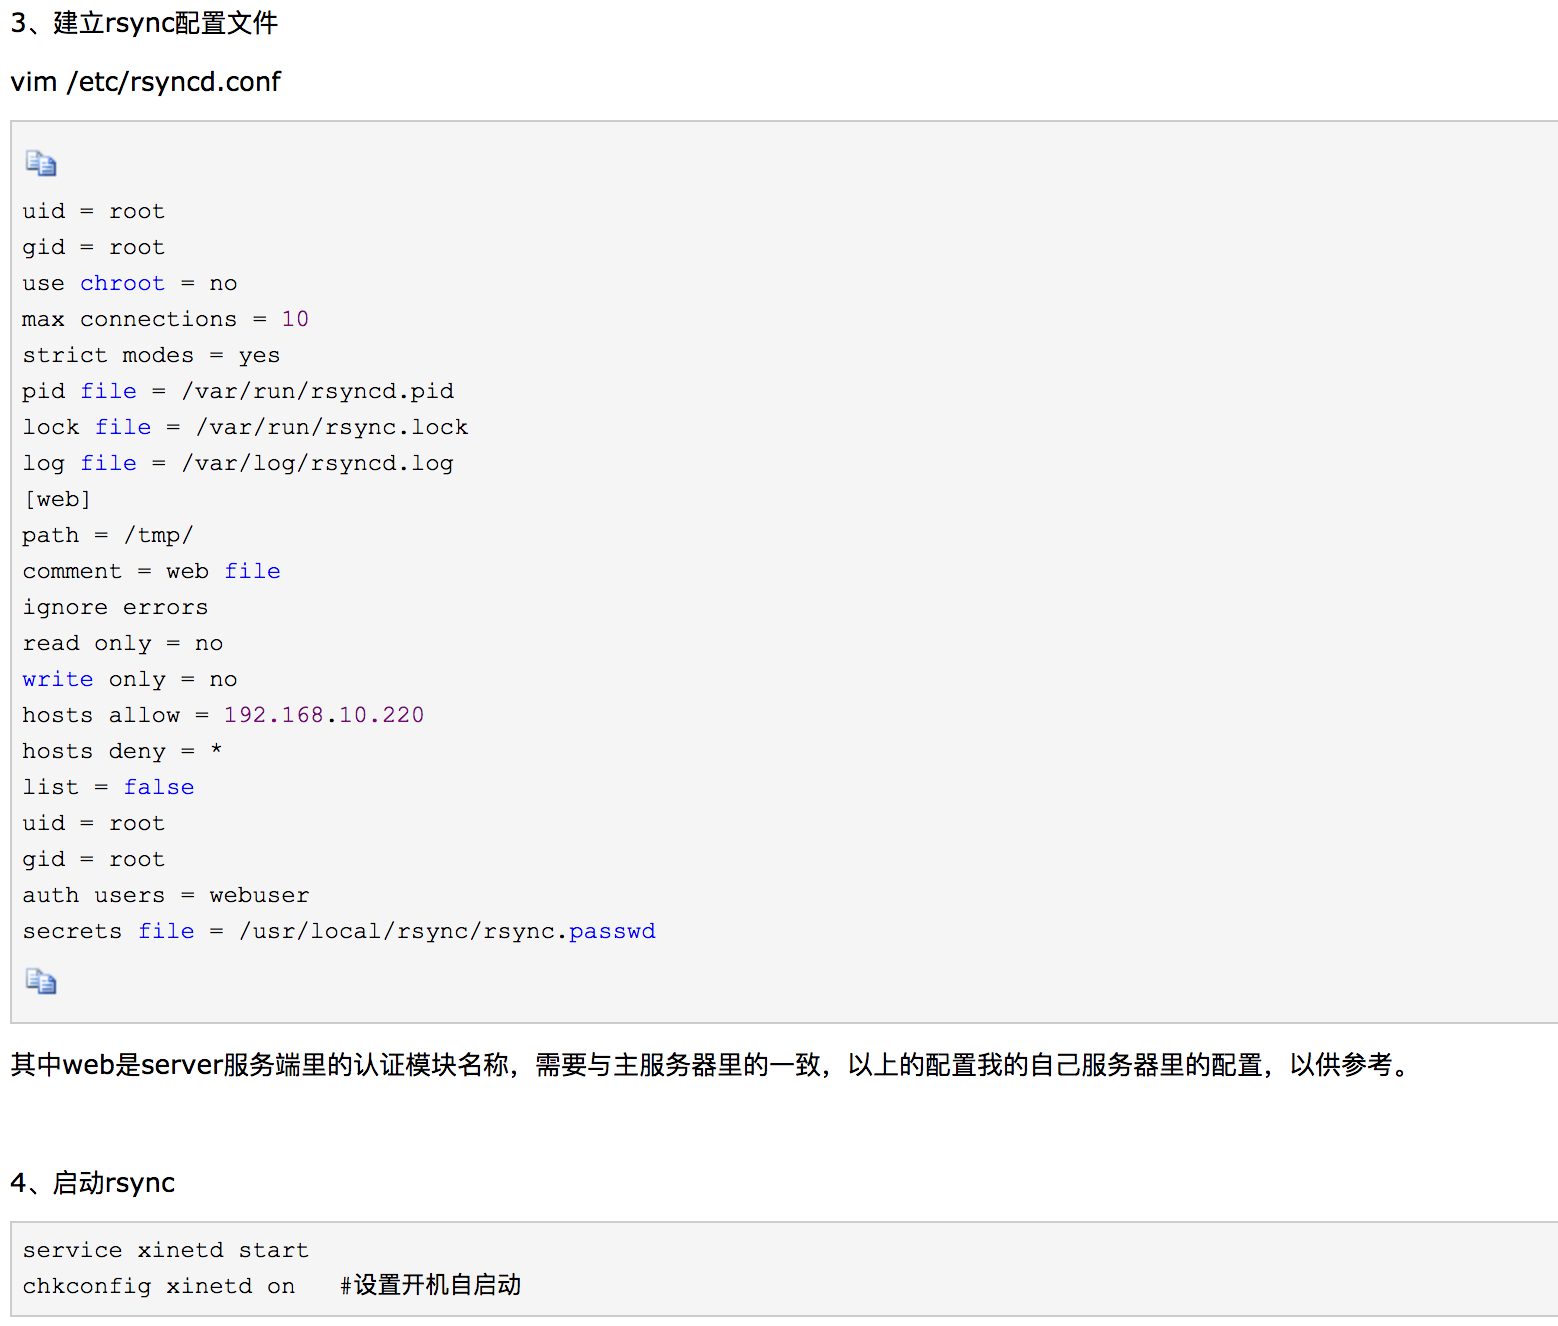 3、建立rsync配置文件
vim /etc/rsyncd.conf
uid = root
gid = root
use chroot = no
max connections = 10
strict modes = yes
pid file = /var/run/rsyncd.pid
lock file = /var/run/rsync.lock
log file = /var/log/rsyncd.log
[web]
path = /tmp/
comment = web file
ignore errors
read only = no
write only = no
hosts allow = 192.168.10.220
hosts deny = *
list = false
uid = root
gid = root
auth users = webuser
secrets file = /usr/local/rsync/rsync.passwd
其中web是server服务端里的认证模块名称，需要与主服务器里的一致，以上的配置我的自己服务器里的配置，以供参考。
4、启动rsync
service xinetd start
chkconfig xinetd on   #设置开机自启动